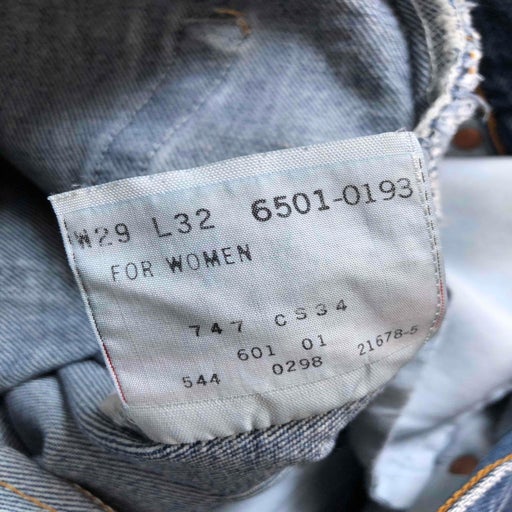 W29 L32 6501-0193
FOR WOMEN
747 CS34
601 01
544 0298 21678-5